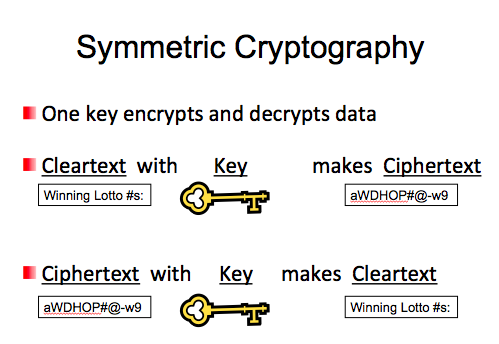 Symmetric Cryptography
One key encrypts and decrypts data
Cleartext with Key makes Ciphertext
Winning Lotto #s: aWDHOP#@-w9
Ciphertext with Key makes Cleartext
aWDHOP#@-w9 Winning Lotto #s: